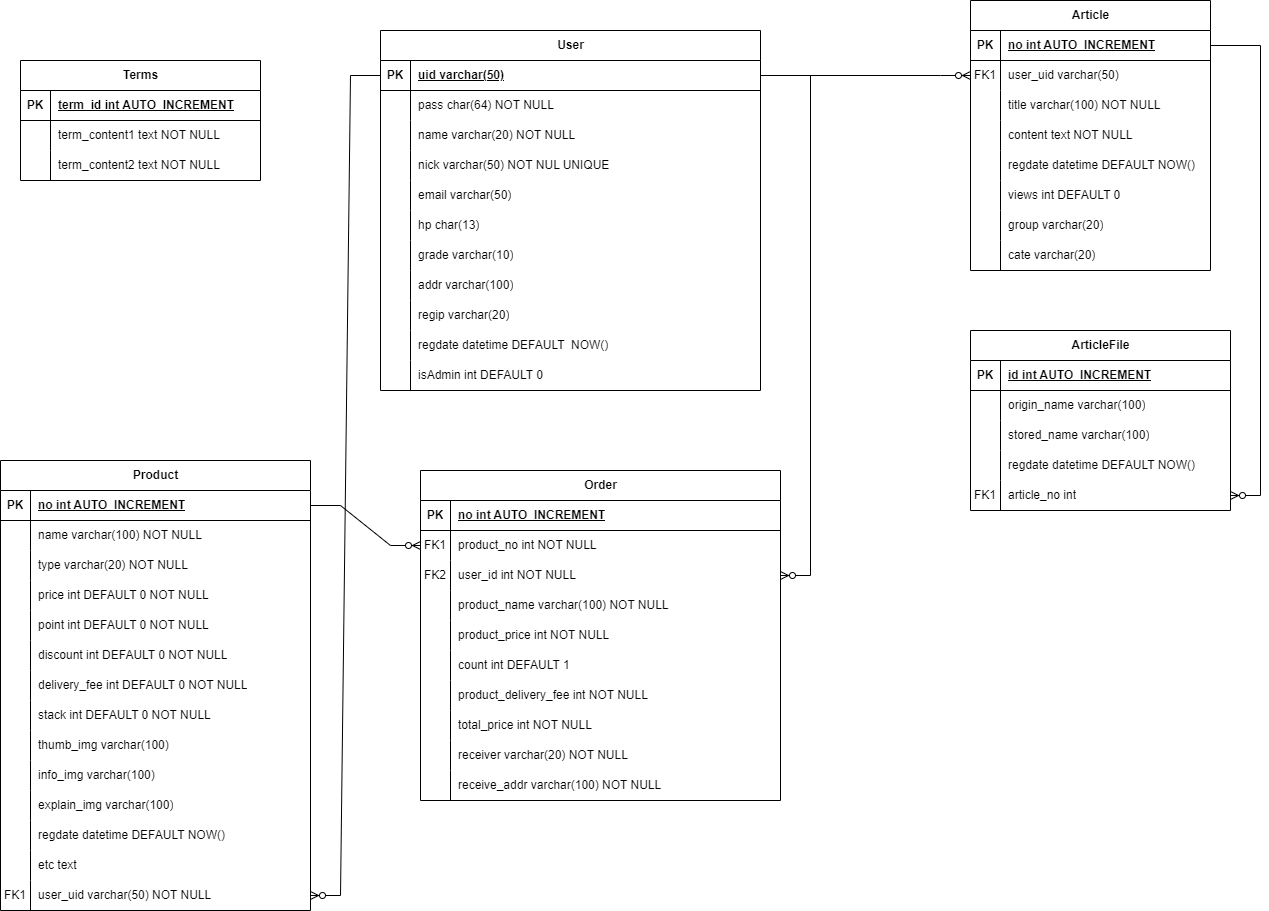 Terms
PK term_id int AUTO_INCREMENT
term_content1 text NOT NULL
term_content2 text NOT NULL
User
PK uid varchar(50)
pass char(64) NOT NULL
name varchar(20) NOT NULL
nick varchar(50) NOT NUL UNIQUE
email varchar(50)
hp char(13)
grade varchar(10)
addr varchar(100)
regip varchar(20)
regdate datetime DEFAULT  NOW()
isAdmin int DEFAULT 0
Article
PK no int AUTO_INCREMENT
FK1 user_uid varchar(50)
title varchar(100) NOT NULL
content text NOT NULL
regdate datetime DEFAULT NOW()
views int DEFAULT 0
group varchar(20)
cate varchar(20)
ArticleFile
PK id int AUTO_INCREMENT
origin_name varchar(100)
stored_name varchar(100)
regdate datetime DEFAULT NOW()
FK1 article_no int
Product
PK no int AUTO_INCREMENT
name varchar(100) NOT NULL
type varchar(20) NOT NULL
price int DEFAULT 0 NOT NULL
point int DEFAULT 0 NOT NULL
discount int DEFAULT 0 NOT NULL
delivery_fee int DEFAULT 0 NOT NULL
stack int DEFAULT 0 NOT NULL
thumb_img varchar(100)
info_img varchar(100)
explain_img varchar(100)
regdate datetime DEFAULT NOW()
etc text
FK1 user_uid varchar(50) NOT NULL
Order
PK no int AUTO_INCREMENT
FK1 product_no int NOT NULL
FK2 user_id int NOT NULL
product_name varchar(100) NOT NULL
product_price int NOT NULL
count int DEFAULT 1
product_delivery_fee int NOT NULL
total_price int NOT NULL
receiver varchar(20) NOT NULL
receive_addr varchar(100) NOT NULL